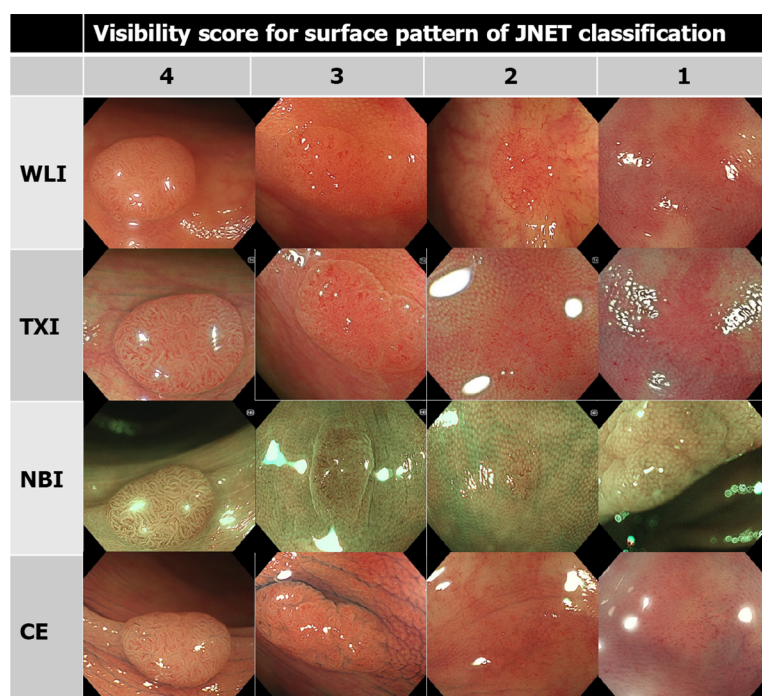 Visibility score for surface pattern of JNET classification
4 3 2 1
WLI
TXI
NBI
CE